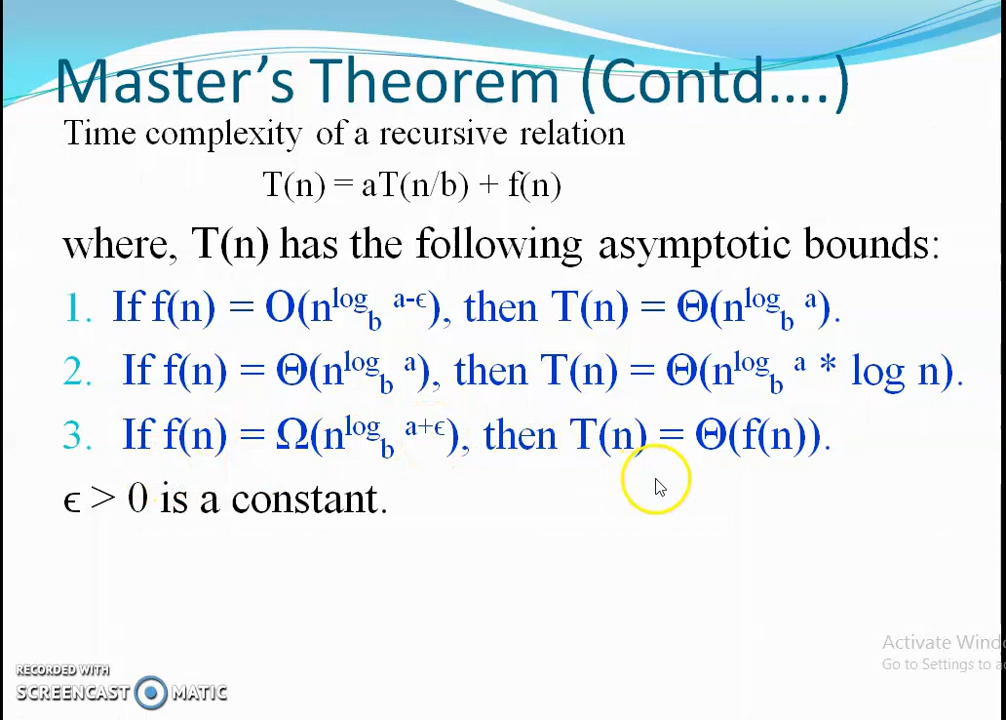 Master's Theorem (Contd….)
Time complexity of a recursive relation
T(n) = aT(n/b) + f(n)
where, T(n) has the following asymptotic bounds:
1. If f(n) = O(n^log_b a-ϵ), then T(n) = Θ(n^log_b a).
2. If f(n) = Θ(n^log_b a), then T(n) = Θ(n^log_b a * log n).
3. If f(n) = Ω(n^log_b a+ϵ), then T(n) = Θ(f(n)).
ϵ > 0 is a constant.
Activate Wind
Go to Settings to a
RECORDED WITH
SCREENCAST MATIC